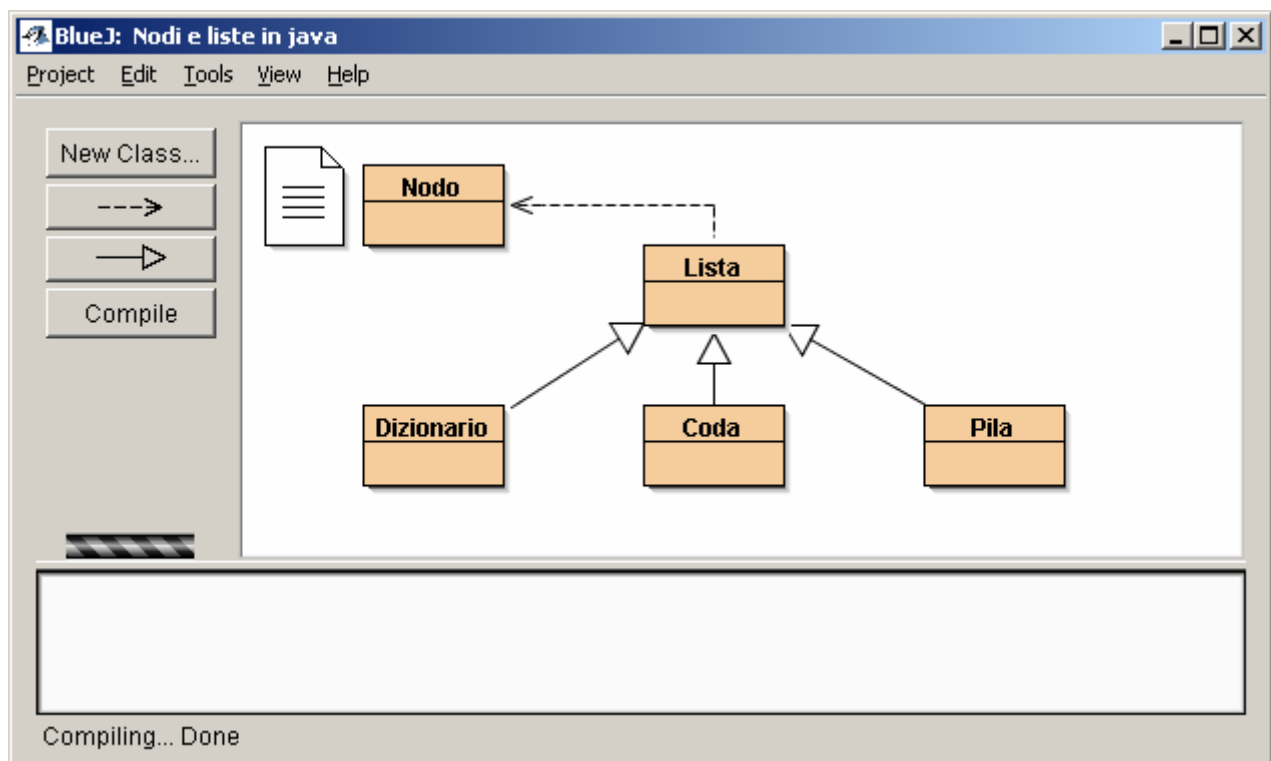 BlueJ: Nodi e liste in java
Project Edit Tools View Help
New Class...
Compile
Nodo
Lista
Dizionario Coda Pila
Compiling... Done